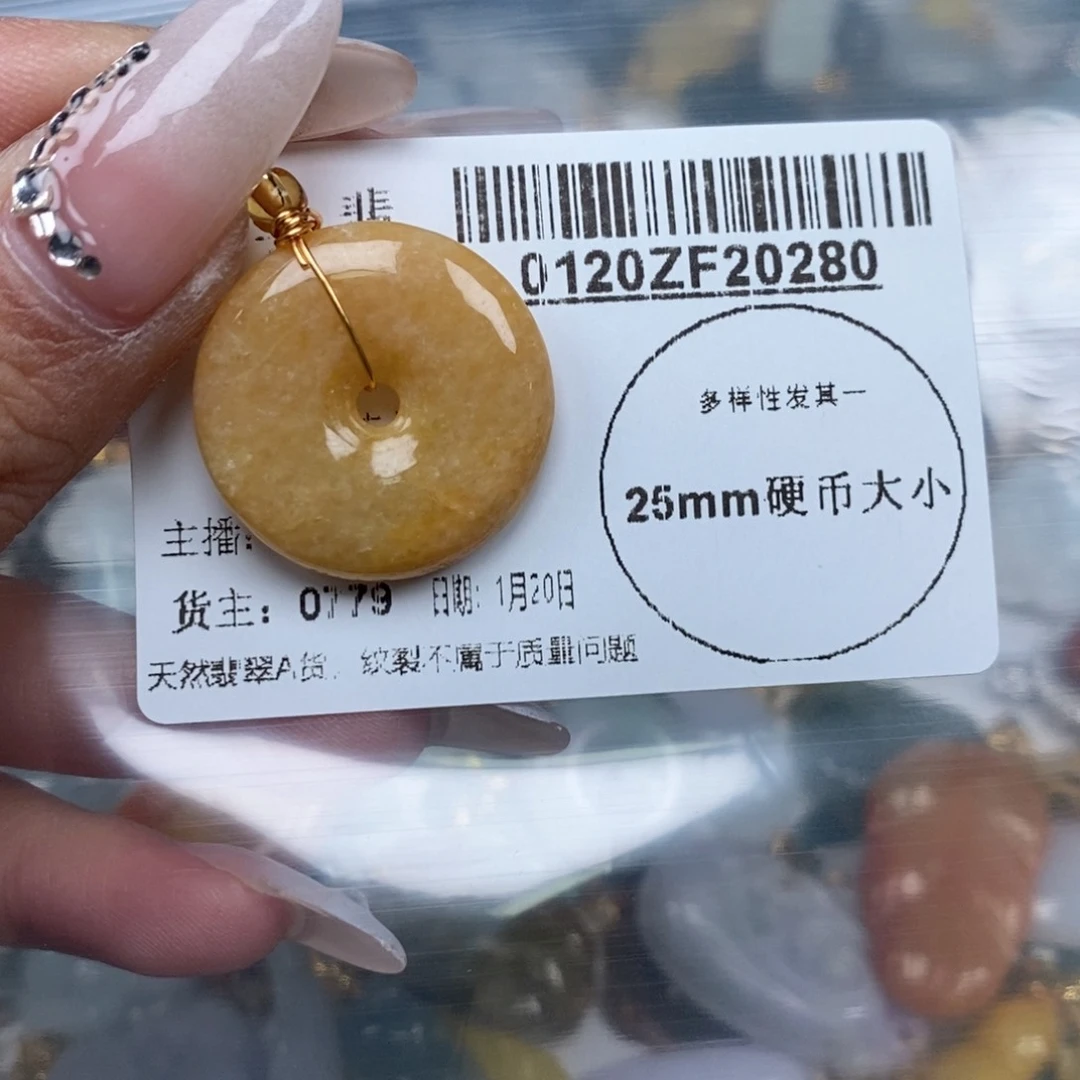 0120ZF20280
多样性发其一
25mm硬币大小
主播:
货主: 0779 日期: 1月20日
天然翡翠A货, 纹裂不属于质量问题